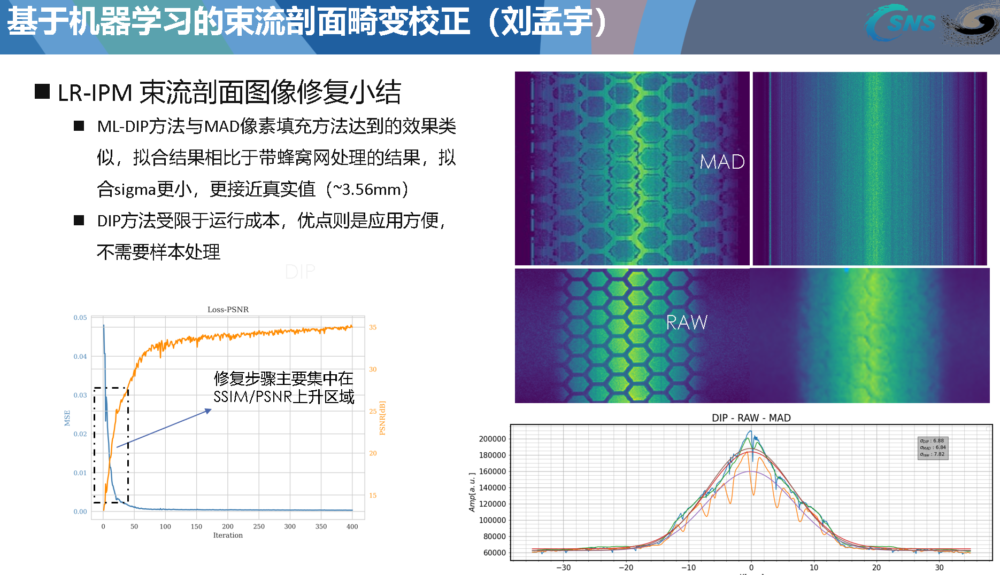 基于机器学习的束流剖面畸变校正（刘孟宇）
SNS
LR-IPM 束流剖面图像修复小结
ML-DIP方法与MAD像素填充方法达到的效果类
似，拟合结果相比于带蜂窝网处理的结果，拟
合sigma更小，更接近真实值（~3.56mm）
DIP方法受限于运行成本，优点则是应用方便，
不需要样本处理
DIP
MAD
RAW
Loss-PSNR
0.05
0.04
0.03
0.02
0.01
0.00
MSE
35
30
25
20
15
PSNR[dB]
修复步骤主要集中在
SSIM/PSNR上升区域
0 50 100 150 200 250 300 350 400
Iteration
DIP - RAW - MAD
200000
180000
160000
140000
120000
100000
80000
60000
Amp[a.u.]
σDIP : 6.88
σMAD : 6.84
σraw : 7.82
−30 −20 −10 0 10 20 30